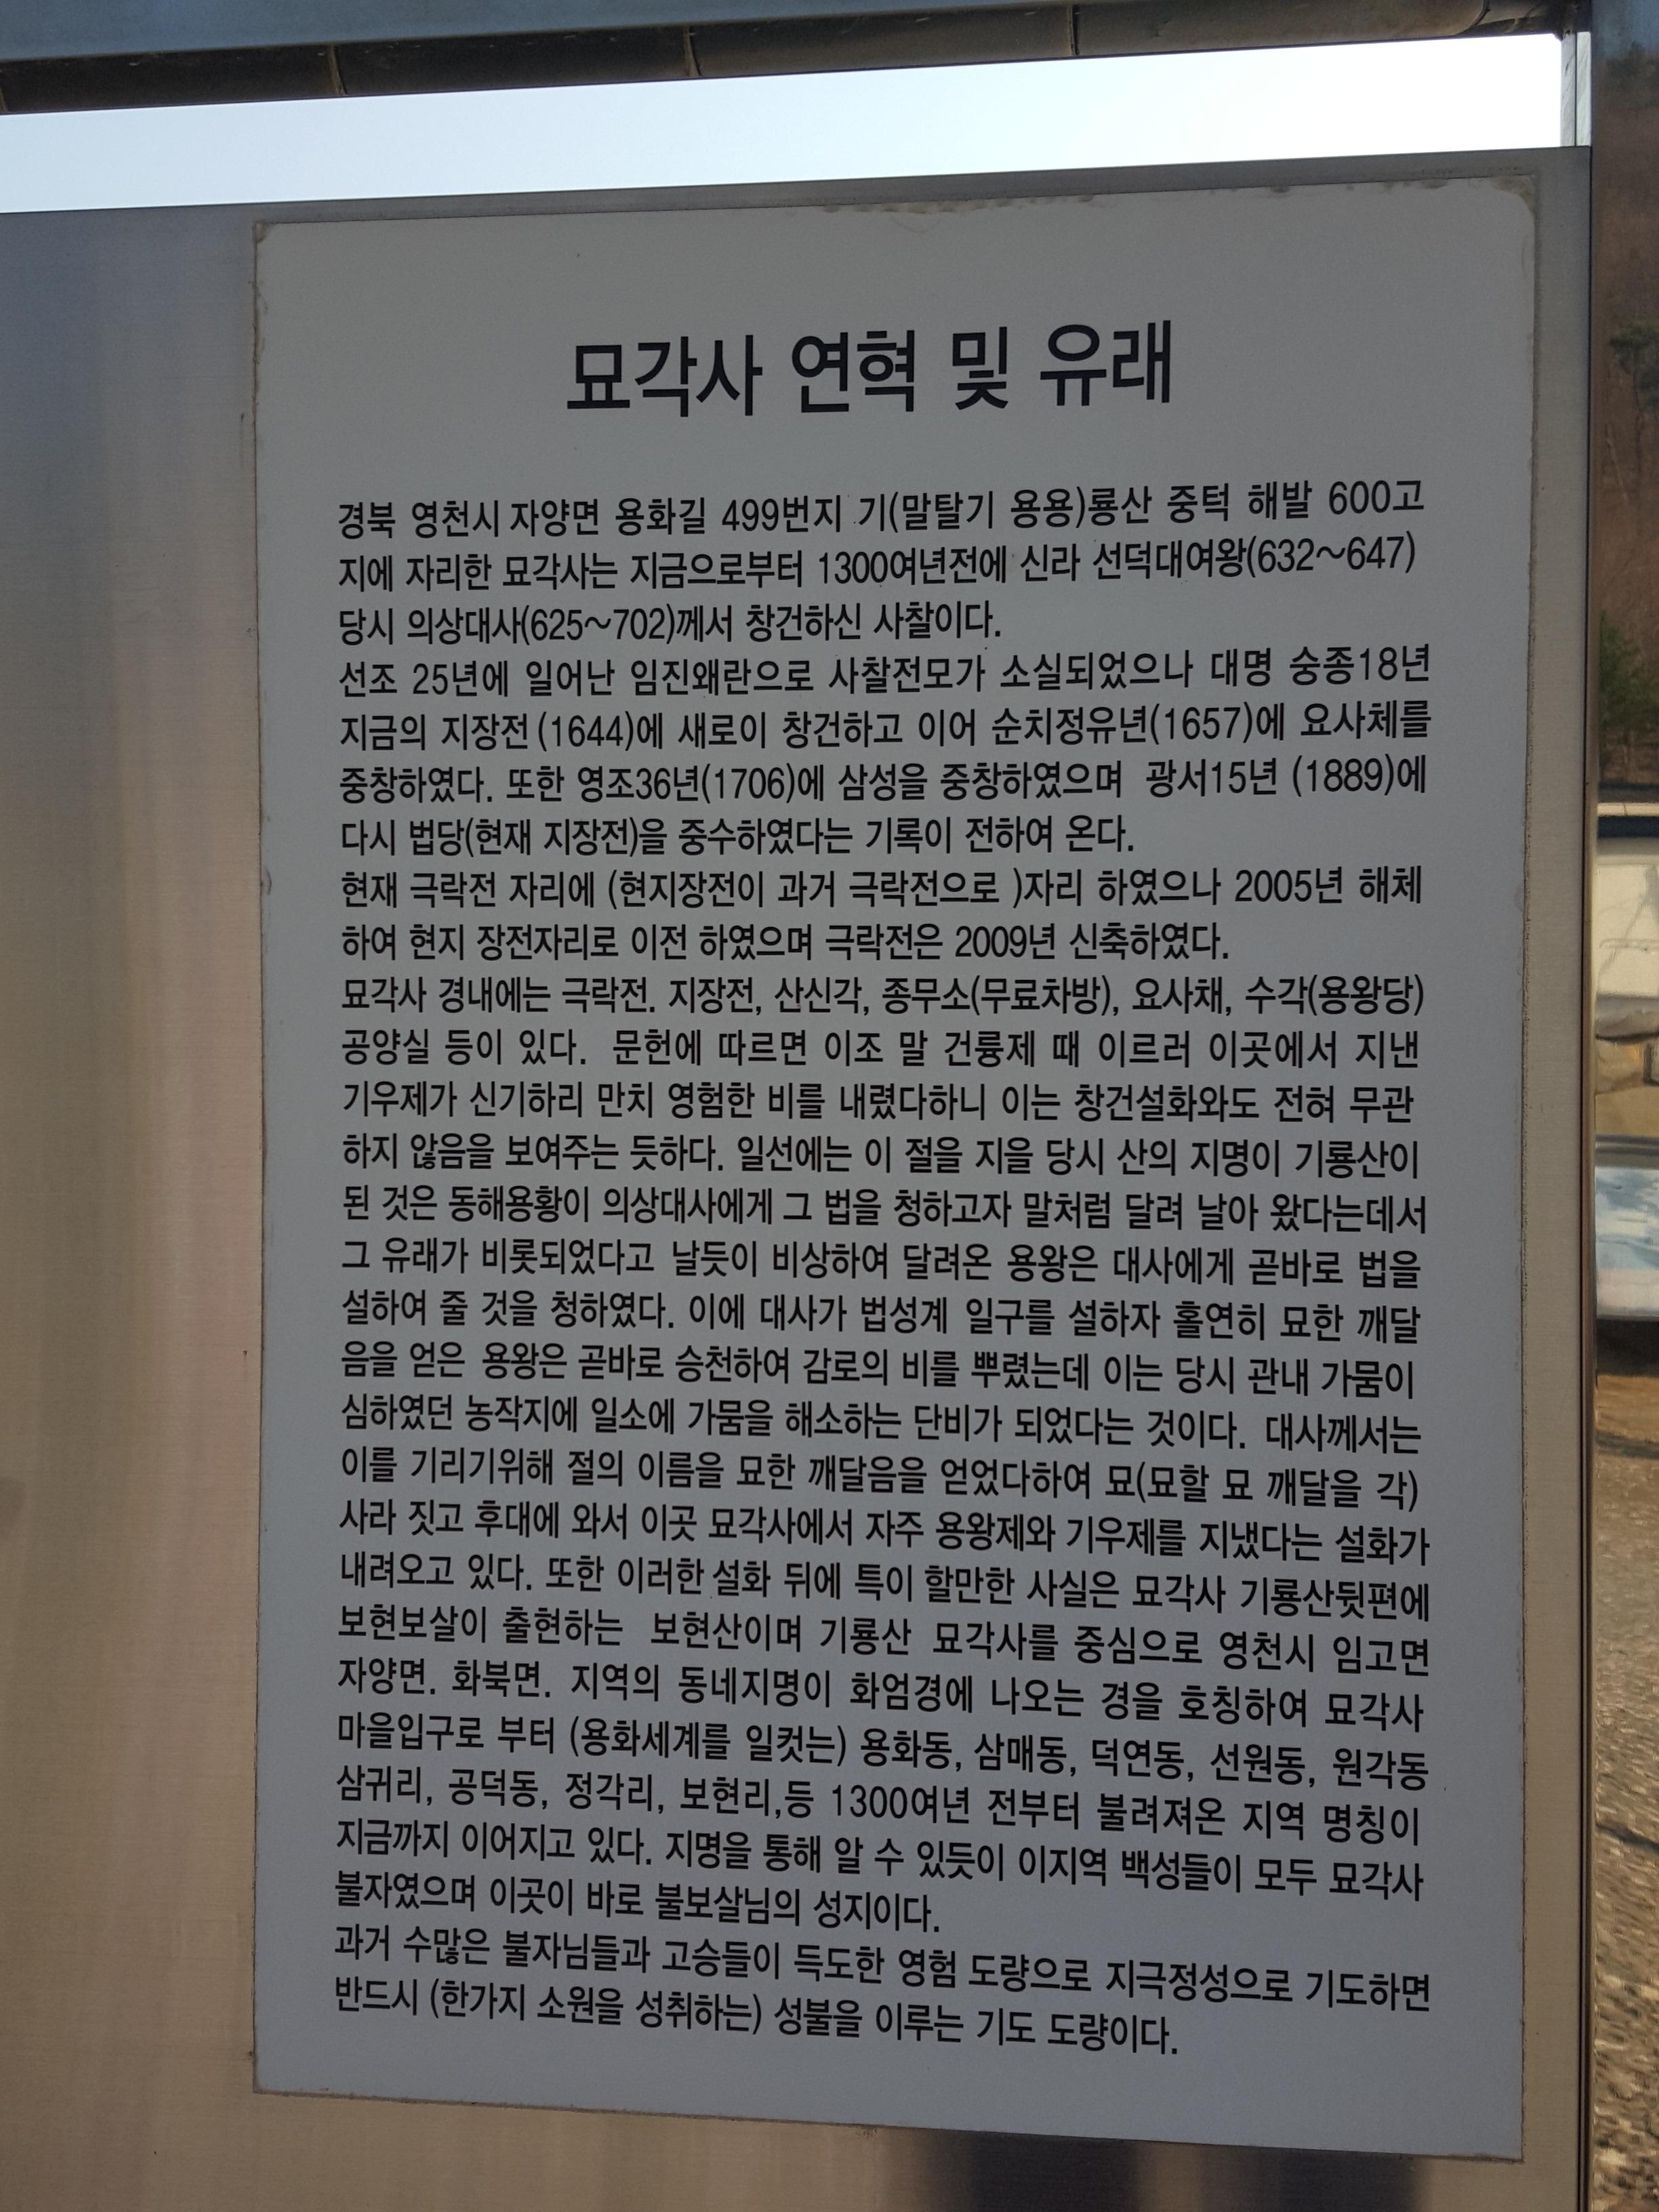 묘각사 연혁 및 유래
경북 영천시 자양면 용화길 499번지 기(말탈기 용용)룡산 중턱 해발 600고
지에 자리한 묘각사는 지금으로부터 1300여년전에 신라 선덕대여왕(632~647)
당시 의상대사(625~702)께서 창건하신 사찰이다.
선조 25년에 일어난 임진왜란으로 사찰전모가 소실되었으나 대명 숭종18년
지금의 지장전 (1644)에 새로이 창건하고 이어 순치정유년(1657)에 요사체를
중창하였다. 또한 영조36년(1706)에 삼성을 중창하였으며 광서15년 (1889)에
다시 법당(현재 지장전)을 중수하였다는 기록이 전하여 온다.
현재 극락전 자리에 (현지장전이 과거 극락전으로 )자리 하였으나 2005년 해체
하여 현지 장전자리로 이전 하였으며 극락전은 2009년 신축하였다.
묘각사 경내에는 극락전. 지장전, 산신각, 종무소(무료차방), 요사채, 수각(용왕당)
공양실 등이 있다. 문헌에 따르면 이조 말 건륭제 때 이르러 이곳에서 지낸
기우제가 신기하리 만치 영험한 비를 내렸다하니 이는 창건설화와도 전혀 무관
하지 않음을 보여주는 듯하다. 일선에는 이 절을 지을 당시 산의 지명이 기룡산이
된 것은 동해용황이 의상대사에게 그 법을 청하고자 말처럼 달려 날아 왔다는데서
그 유래가 비롯되었다고 날듯이 비상하여 달려온 용왕은 대사에게 곧바로 법을
설하여 줄 것을 청하였다. 이에 대사가 법성계 일구를 설하자 홀연히 묘한 깨달
음을 얻은 용왕은 곧바로 승천하여 감로의 비를 뿌렸는데 이는 당시 관내 가뭄이
심하였던 농작지에 일소에 가뭄을 해소하는 단비가 되었다는 것이다. 대사께서는
이를 기리기위해 절의 이름을 묘한 깨달음을 얻었다하여 묘(묘할 묘 깨달을 각)
사라 짓고 후대에 와서 이곳 묘각사에서 자주 용왕제와 기우제를 지냈다는 설화가
내려오고 있다. 또한 이러한 설화 뒤에 특이 할만한 사실은 묘각사 기룡산뒷편에
보현보살이 출현하는 보현산이며 기룡산 묘각사를 중심으로 영천시 임고면
자양면. 화북면. 지역의 동네지명이 화엄경에 나오는 경을 호칭하여 묘각사
마을입구로 부터 (용화세계를 일컷는) 용화동, 삼매동, 덕연동, 선원동, 원각동
삼귀리, 공덕동, 정각리, 보현리,등 1300여년 전부터 불려져온 지역 명칭이
지금까지 이어지고 있다. 지명을 통해 알 수 있듯이 이지역 백성들이 모두 묘각사
불자였으며 이곳이 바로 불보살님의 성지이다.
과거 수많은 불자님들과 고승들이 득도한 영험 도량으로 지극정성으로 기도하면
반드시 (한가지 소원을 성취하는) 성불을 이루는 기도 도량이다.